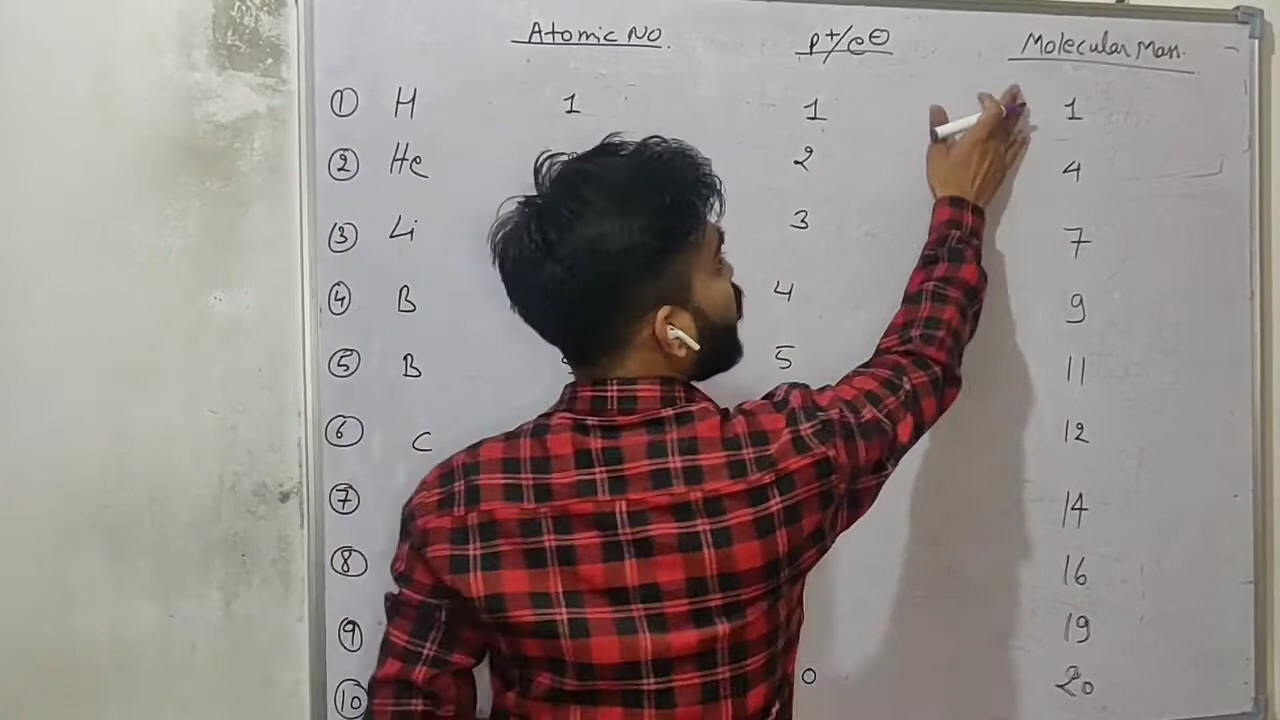 Atomic NO. p+/e⊖ Molecular Mass.
① H 1 1 1
② He 2 4
③ Li 3 7
④ B 4 9
⑤ B 5 11
⑥ C 12
⑦ 14
⑧ 16
⑨ 19
⑩ 0 20